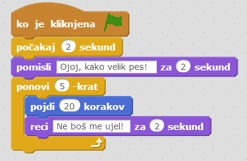 ko je kliknjena
počakaj 2 sekund
pomisli Ojoj, kako velik pes! za 2 sekund
ponovi 5 -krat
pojdi 20 korakov
reci Ne boš me ujel! za 2 sekund